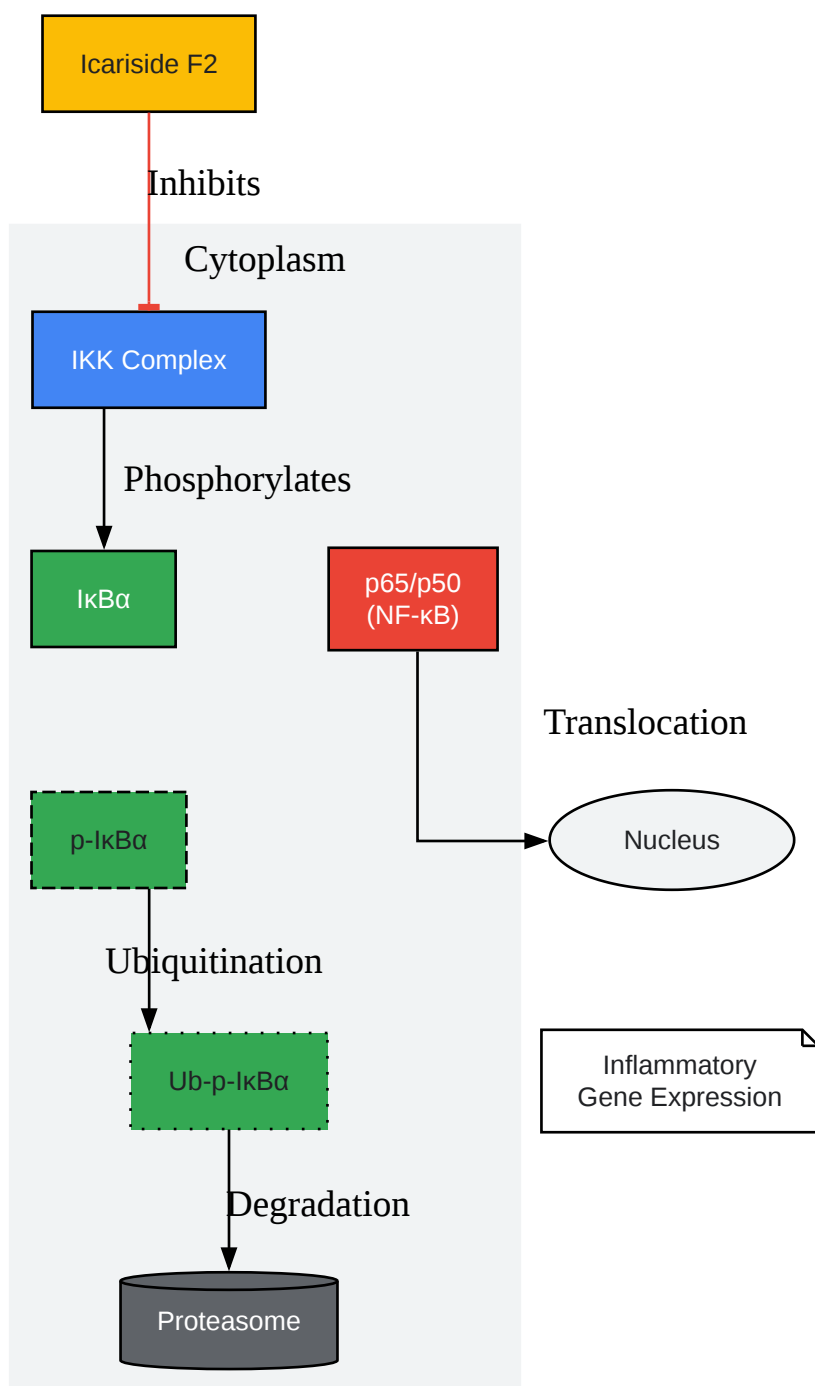 Icariside F2
Inhibits
Cytoplasm
IKK Complex
Phosphorylates
IκBα
p65/p50
(NF-κB)
Translocation
p-IκBα
Nucleus
Ubiquitination
Ub-p-IκBα
Inflammatory
Gene Expression
Degradation
Proteasome